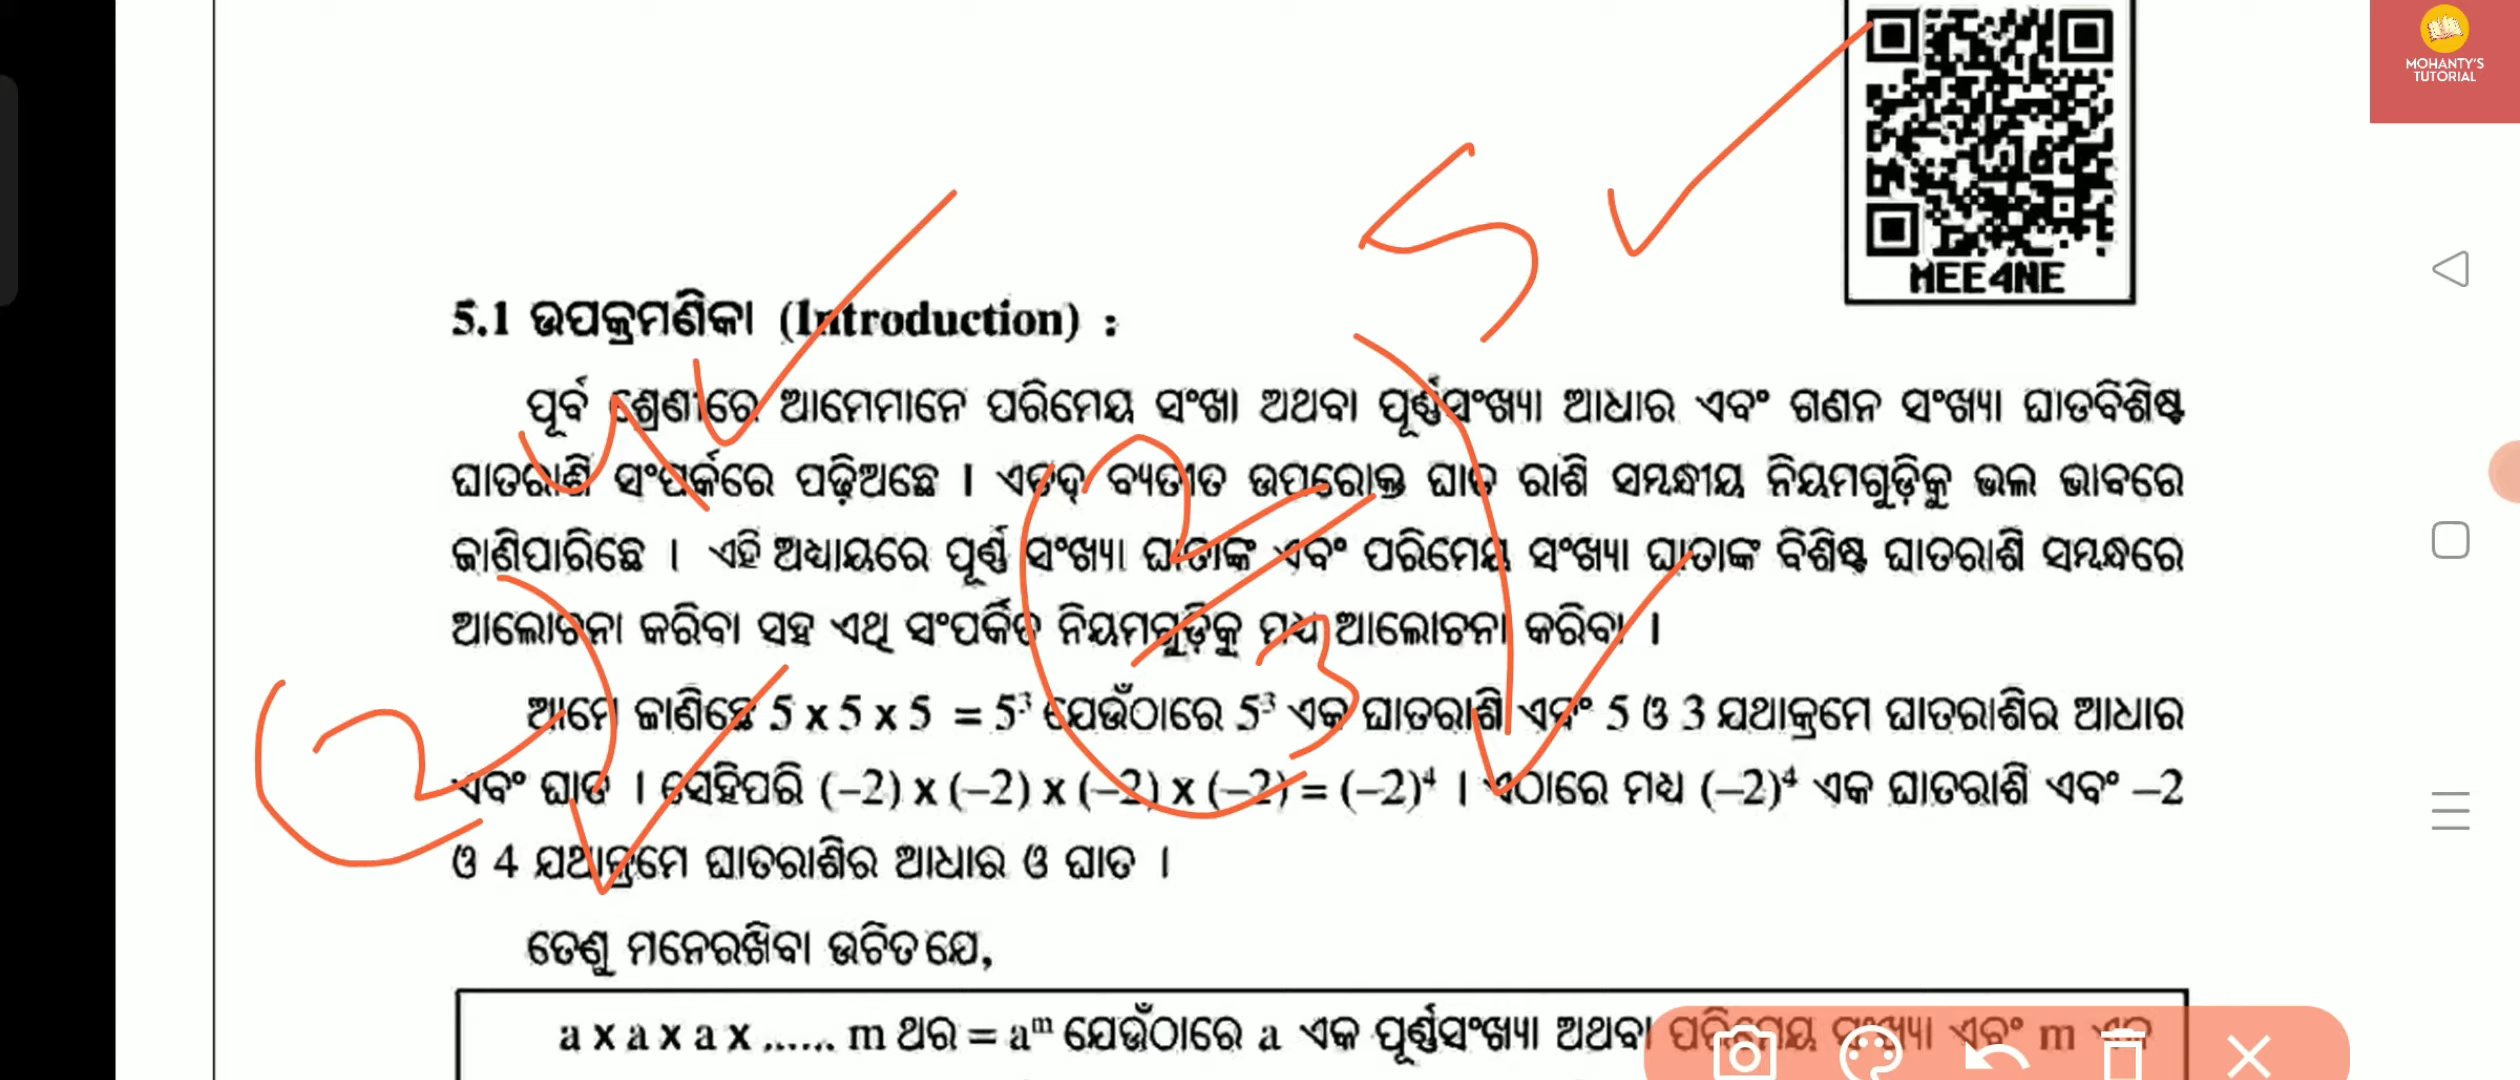 MOHANTY'S
TUTORIAL
MEE4NE
5.1 ଉପକ୍ରମଣିକା (Introduction) :
ପୂର୍ବ ଶ୍ରେଣୀରେ ଆମେମାନେ ପରିମେୟ ସଂଖା ଅଥବା ପୂର୍ଣ୍ଣସଂଖ୍ୟା ଆଧାର ଏବଂ ଗଣନ ସଂଖ୍ୟା ଘାତବିଶିଷ୍ଟ
ଘାତରାଶି ସଂପର୍କରେ ପଢ଼ିଅଛେ । ଏତଦ୍ ବ୍ୟତୀତ ଉପରୋକ୍ତ ଘାତ ରାଶି ସମ୍ବନ୍ଧୀୟ ନିୟମଗୁଡ଼ିକୁ ଭଲ ଭାବରେ
ଜାଣିପାରିଛେ । ଏହି ଅଧ୍ୟାୟରେ ପୂର୍ଣ୍ଣ ସଂଖ୍ୟା ଘାତାଙ୍କ ଏବଂ ପରିମେୟ ସଂଖ୍ୟା ଘାତାଙ୍କ ବିଶିଷ୍ଟ ଘାତରାଶି ସମ୍ବନ୍ଧରେ
ଆଲୋଚନା କରିବା ସହ ଏଥି ସଂପର୍କିତ ନିୟମଗୁଡ଼ିକୁ ମଧ୍ୟ ଆଲୋଚନା କରିବା ।
ଆମେ ଜାଣିଛେ 5 x 5 x 5 = 5³ ଯେଉଁଠାରେ 5³ ଏକ ଘାତରାଶି ଏବଂ 5 ଓ 3 ଯଥାକ୍ରମେ ଘାତରାଶିର ଆଧାର
ଏବଂ ଘାତ । ସେହିପରି (–2) x (–2) x (–2) x (–2) = (–2)⁴ । ଏଠାରେ ମଧ୍ୟ (–2)⁴ ଏକ ଘାତରାଶି ଏବଂ –2
ଓ 4 ଯଥାକ୍ରମେ ଘାତରାଶିର ଆଧାର ଓ ଘାତ ।
ତେଣୁ ମନେରଖିବା ଉଚିତ ଯେ,
a x a x a x ...... m ଥର = aᵐ ଯେଉଁଠାରେ a ଏକ ପୂର୍ଣ୍ଣସଂଖ୍ୟା ଅଥବା ପରିମେୟ ସଂଖ୍ୟା ଏବଂ m ଏକ